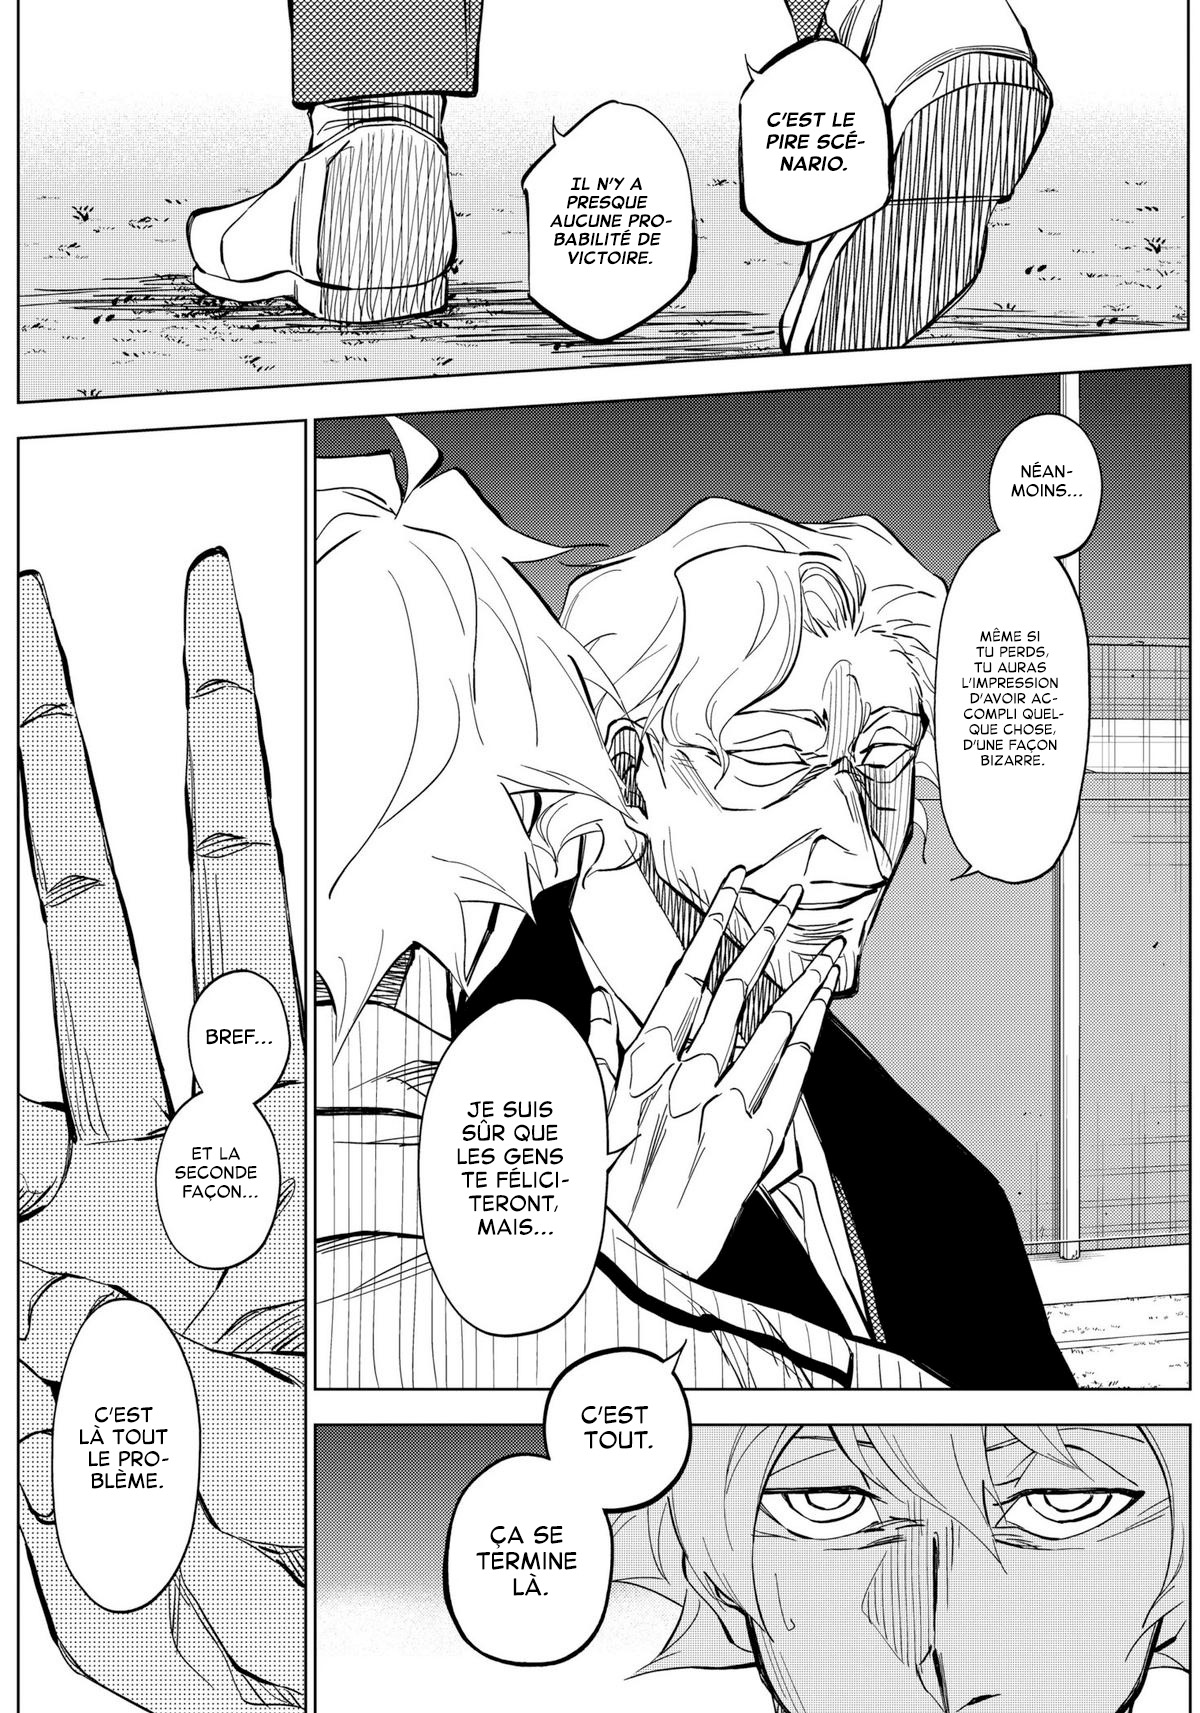 C'EST LE
PIRE SCÉ-
NARIO.
IL N'Y A
PRESQUE
AUCUNE PRO-
BABILITÉ DE
VICTOIRE.
NÉAN-
MOINS...
MÊME SI
TU PERDS,
TU AURAS
L'IMPRESSION
D'AVOIR AC-
COMPLI QUEL-
QUE CHOSE,
D'UNE FAÇON
BIZARRE.
JE SUIS
SÛR QUE
LES GENS
TE FÉLICI-
TERONT,
MAIS...
BREF...
ET LA
SECONDE
FAÇON...
C'EST
LÀ TOUT
LE PRO-
BLÈME.
C'EST
TOUT.
ÇA SE
TERMINE
LÀ.